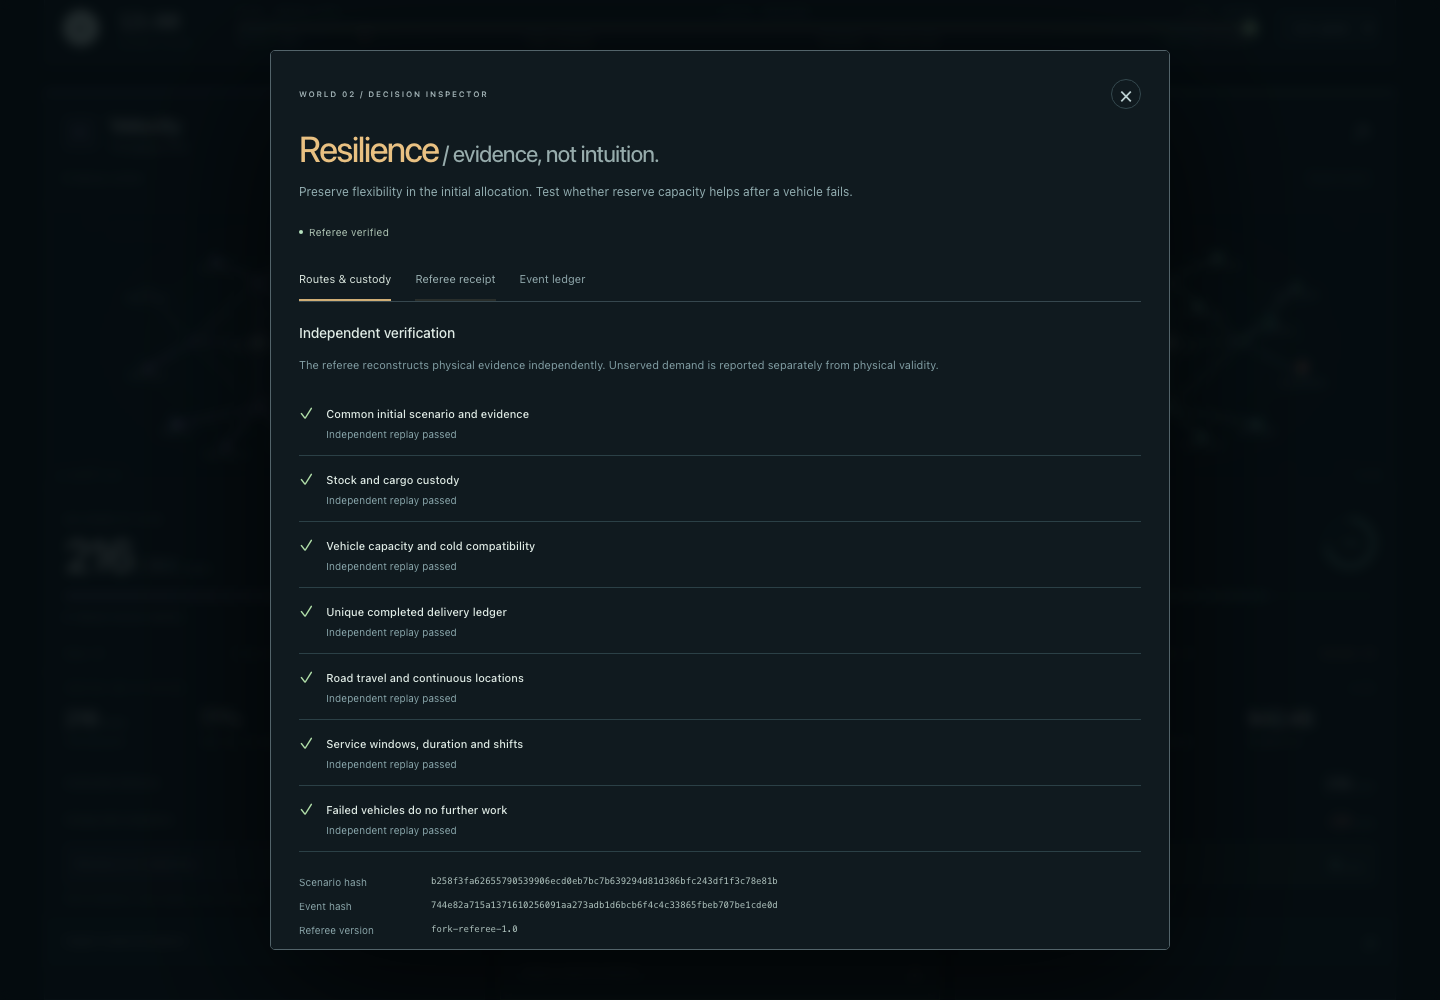 WORLD 02 / DECISION INSPECTOR
Resilience / evidence, not intuition.
Preserve flexibility in the initial allocation. Test whether reserve capacity helps after a vehicle fails.
Referee verified
Routes & custody
Referee receipt
Event ledger
Independent verification
The referee reconstructs physical evidence independently. Unserved demand is reported separately from physical validity.
Common initial scenario and evidence
Independent replay passed
Stock and cargo custody
Independent replay passed
Vehicle capacity and cold compatibility
Independent replay passed
Unique completed delivery ledger
Independent replay passed
Road travel and continuous locations
Independent replay passed
Service windows, duration and shifts
Independent replay passed
Failed vehicles do no further work
Independent replay passed
Scenario hash b258f3fa62655790539906ecd0eb7bc7b639294d81d386bfc243df1f3c78e81b
Event hash 744e82a715a1371610256091aa273adb1d6bcb6f4c4c33865fbeb707be1cde0d
Referee version fork-referee-1.0